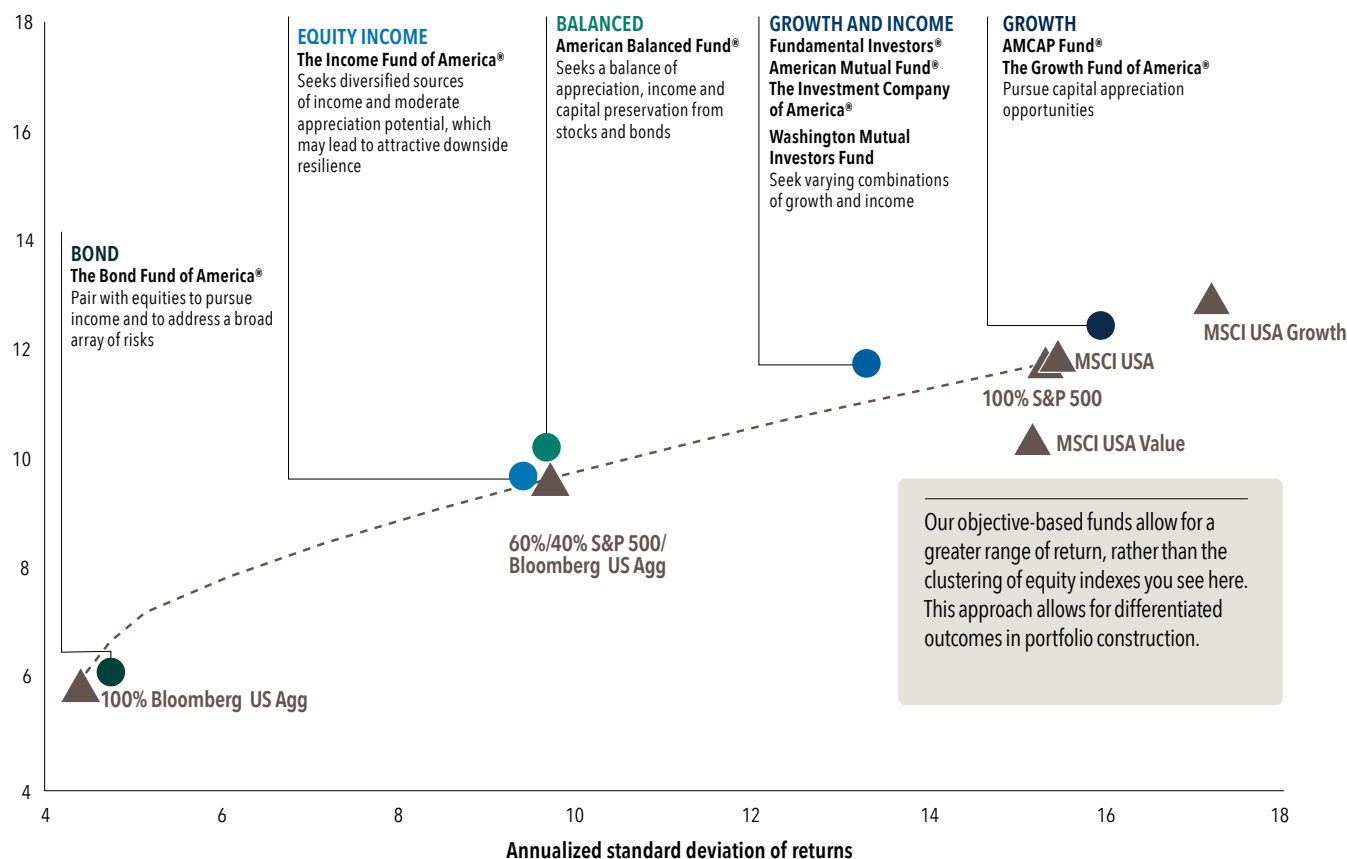 18
16
14
12
10
8
6
4
BOND
The Bond Fund of America®
Pair with equities to pursue
income and to address a broad
array of risks
EQUITY INCOME
The Income Fund of America®
Seeks diversified sources
of income and moderate
appreciation potential, which
may lead to attractive downside
resilience
BALANCED
American Balanced Fund®
Seeks a balance of
appreciation, income and
capital preservation from
stocks and bonds
GROWTH AND INCOME
Fundamental Investors®
American Mutual Fund®
The Investment Company
of America®
Washington Mutual
Investors Fund
Seek varying combinations
of growth and income
GROWTH
AMCAP Fund®
The Growth Fund of America®
Pursue capital appreciation
opportunities
MSCI USA Growth
MSCI USA
100% S&P 500
MSCI USA Value
60%/40% S&P 500/
Bloomberg US Agg
100% Bloomberg US Agg
Our objective-based funds allow for a
greater range of return, rather than the
clustering of equity indexes you see here.
This approach allows for differentiated
outcomes in portfolio construction.
4
6
8
10
12
14
16
18
Annualized standard deviation of returns